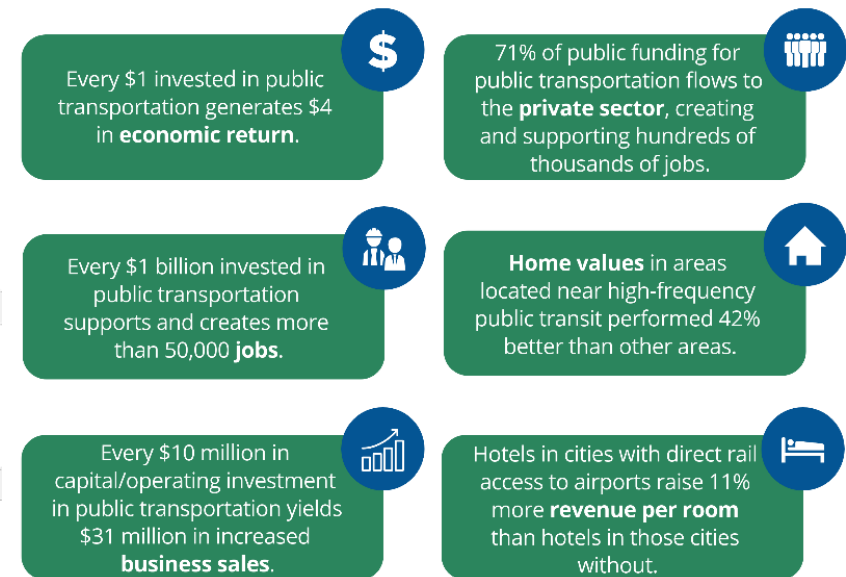 $
Every $1 invested in public
transportation generates $4
in economic return.
71% of public funding for
public transportation flows to
the private sector, creating
and supporting hundreds of
thousands of jobs.
Every $1 billion invested in
public transportation
supports and creates more
than 50,000 jobs.
Home values in areas
located near high-frequency
public transit performed 42%
better than other areas.
Every $10 million in
capital/operating investment
in public transportation yields
$31 million in increased
business sales.
Hotels in cities with direct rail
access to airports raise 11%
more revenue per room
than hotels in those cities
without.